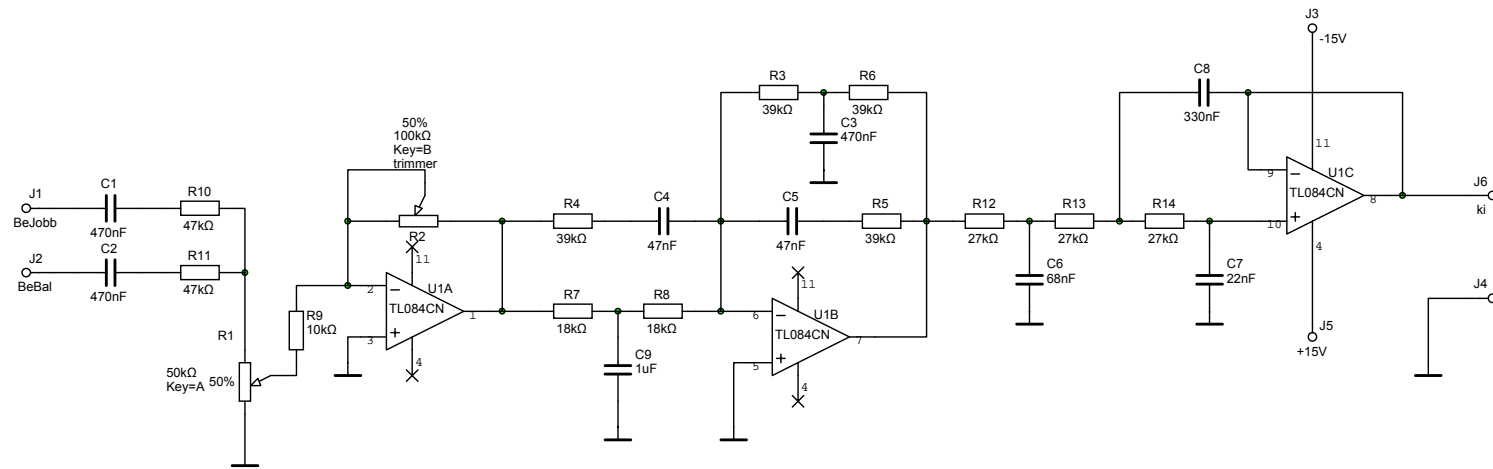 J1
BeJobb
C1
470nF
R10
47kΩ
J2
BeBal
C2
470nF
R11
47kΩ
R1
50kΩ
Key=A
50%
R9
10kΩ
50%
100kΩ
Key=B
trimmer
R2
11
2
U1A
TL084CN
3
1
4
R4
39kΩ
C4
47nF
R7
18kΩ
R8
18kΩ
C9
1uF
R3
39kΩ
R6
39kΩ
C3
470nF
C5
47nF
R5
39kΩ
11
6
U1B
TL084CN
5
7
4
R12
27kΩ
R13
27kΩ
R14
27kΩ
C6
68nF
C7
22nF
C8
330nF
J3
-15V
11
9
U1C
TL084CN
10
8
4
J5
+15V
J6
ki
J4